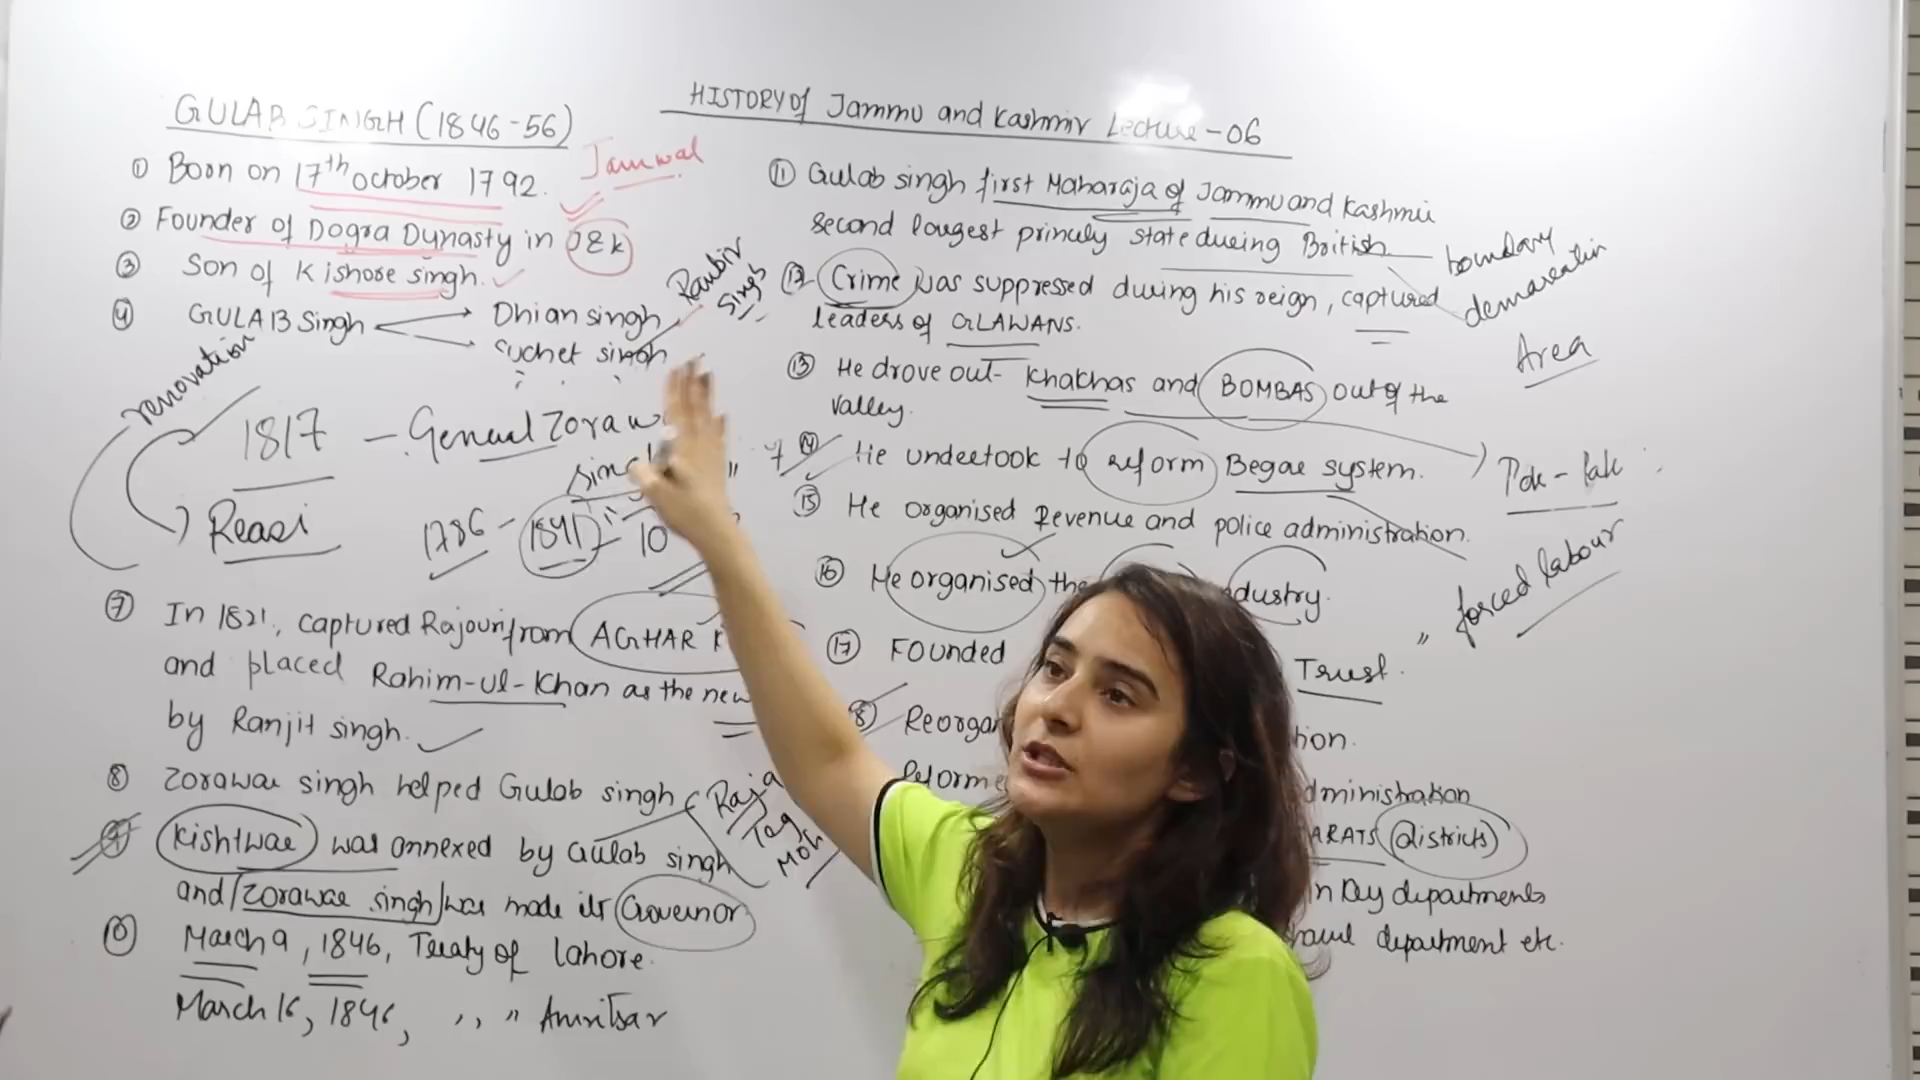 GULAB SINGH (1846-56)
① Born on 17th october 1792.
Jamwal
② Founder of Dogra Dynasty in J&K
③ Son of Kishose singh.
④ GULAB Singh
Dhian singh
Suchet singh
Ranbir
Singh
renovation
1817 - General Zoraw
Singh
Reasi
1786 - 1841 - 10
⑦ In 1821, captured Rajouri from AGHAR
and placed Rahim-ul-Khan as the new
by Ranjit singh.
⑧ Zorawar singh helped Gulab singh
Raja
Tag
Moh
⑨ Kishtwar was annexed by Gulab singh
and Zorawar singh was made its Governor
⑩ March 9, 1846, Treaty of Lahore.
March 16, 1846, ,, " Amritsar
HISTORY of Jammu and Kashmir Lecture-06
⑪ Gulab singh first Maharaja of Jammu and Kashmir
second largest princely state during British
boundary
demarcation
Area
⑫ Crime was suppressed during his reign, captured
leaders of GLAWANS.
⑬ He drove out Khakhas and BOMBAS out of the
valley.
Pok - Pak
⑭ He undertook to reform Begar system.
forced labour
⑮ He organised Revenue and police administration.
⑯ He organised the dustry.
⑰ Founded Trust.
⑱ Reorgan tion.
Reforme dministration
ARATS (districts)
in key departments
hawl department etc.